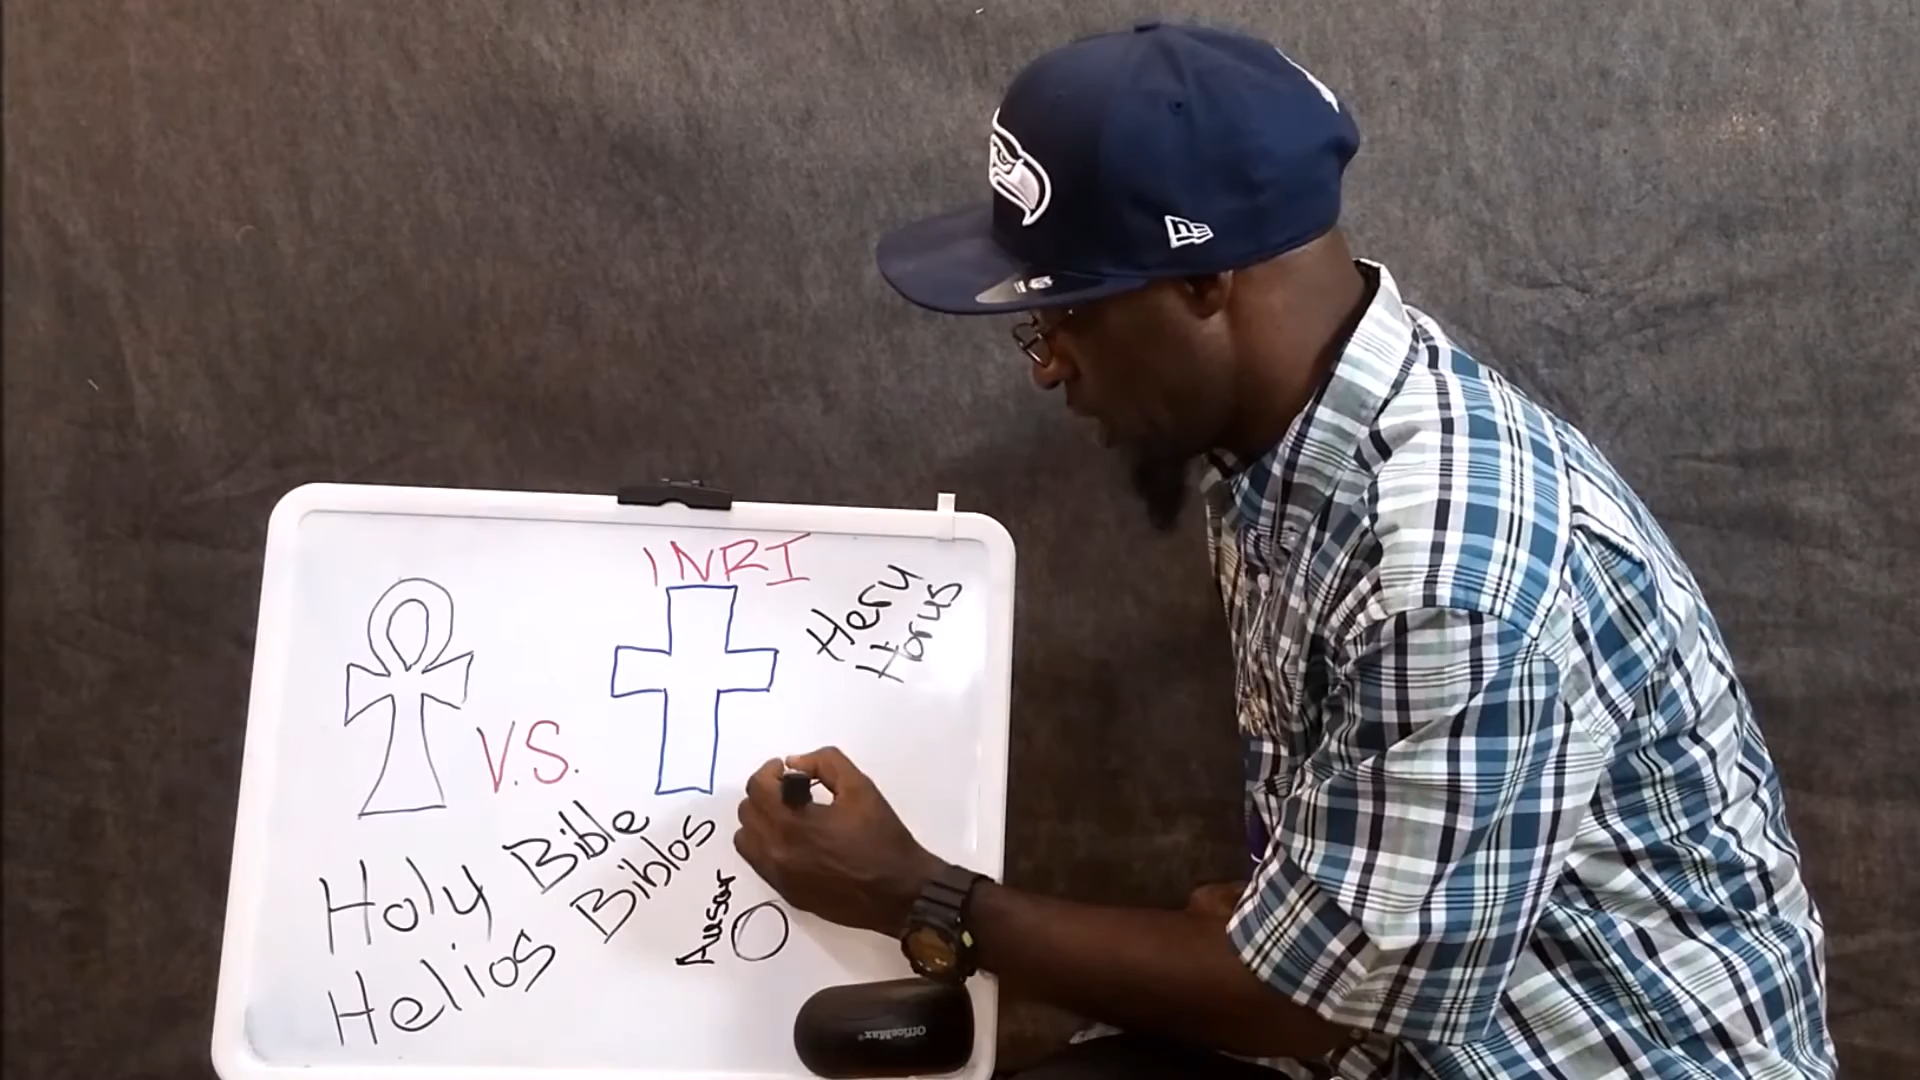 INRI
Heru
Horus
V.S.
Holy Bible
Helios Biblos
Ausar
OfficeMax